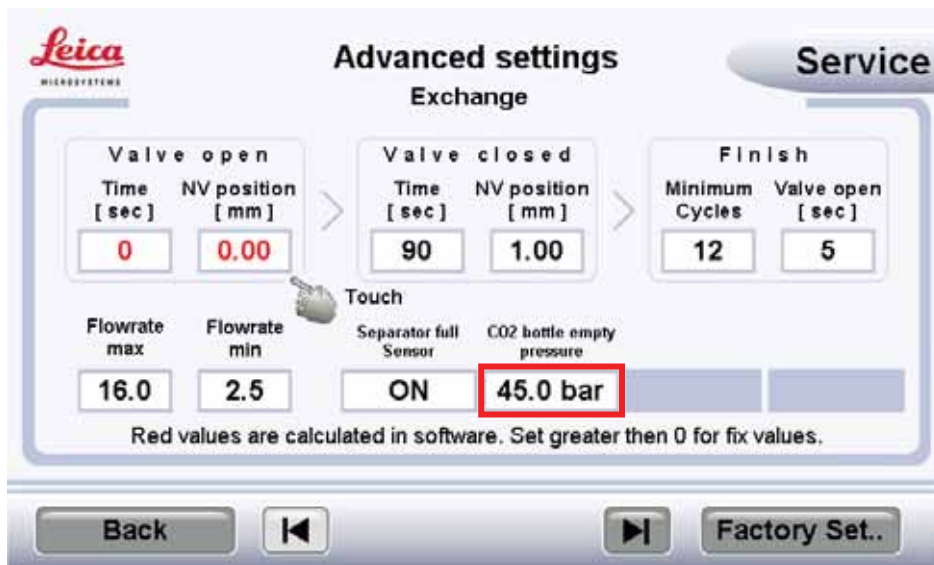 Leica
MICROSYSTEMS
Advanced settings
Service
Exchange
Valve open
Valve closed
Finish
Time [sec]
NV position [mm]
Time [sec]
NV position [mm]
Minimum Cycles
Valve open [sec]
0
0.00
90
1.00
12
5
Touch
Flowrate max
Flowrate min
Separator full Sensor
CO2 bottle empty pressure
16.0
2.5
ON
45.0 bar
Red values are calculated in software. Set greater then 0 for fix values.
Back
Factory Set..